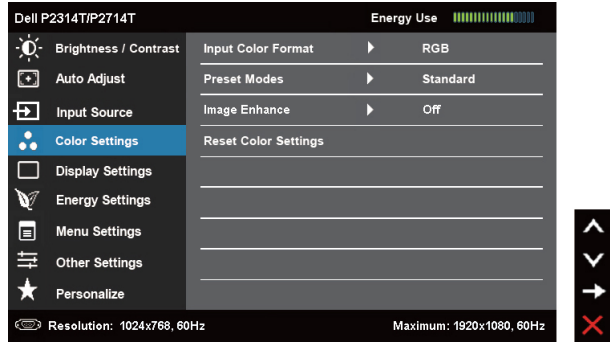 Dell P2314T/P2714T Energy Use
Brightness / Contrast Input Color Format RGB
Auto Adjust Preset Modes Standard
Input Source Image Enhance Off
Color Settings Reset Color Settings
Display Settings
Energy Settings
Menu Settings
Other Settings
Personalize
Resolution: 1024x768, 60Hz Maximum: 1920x1080, 60Hz